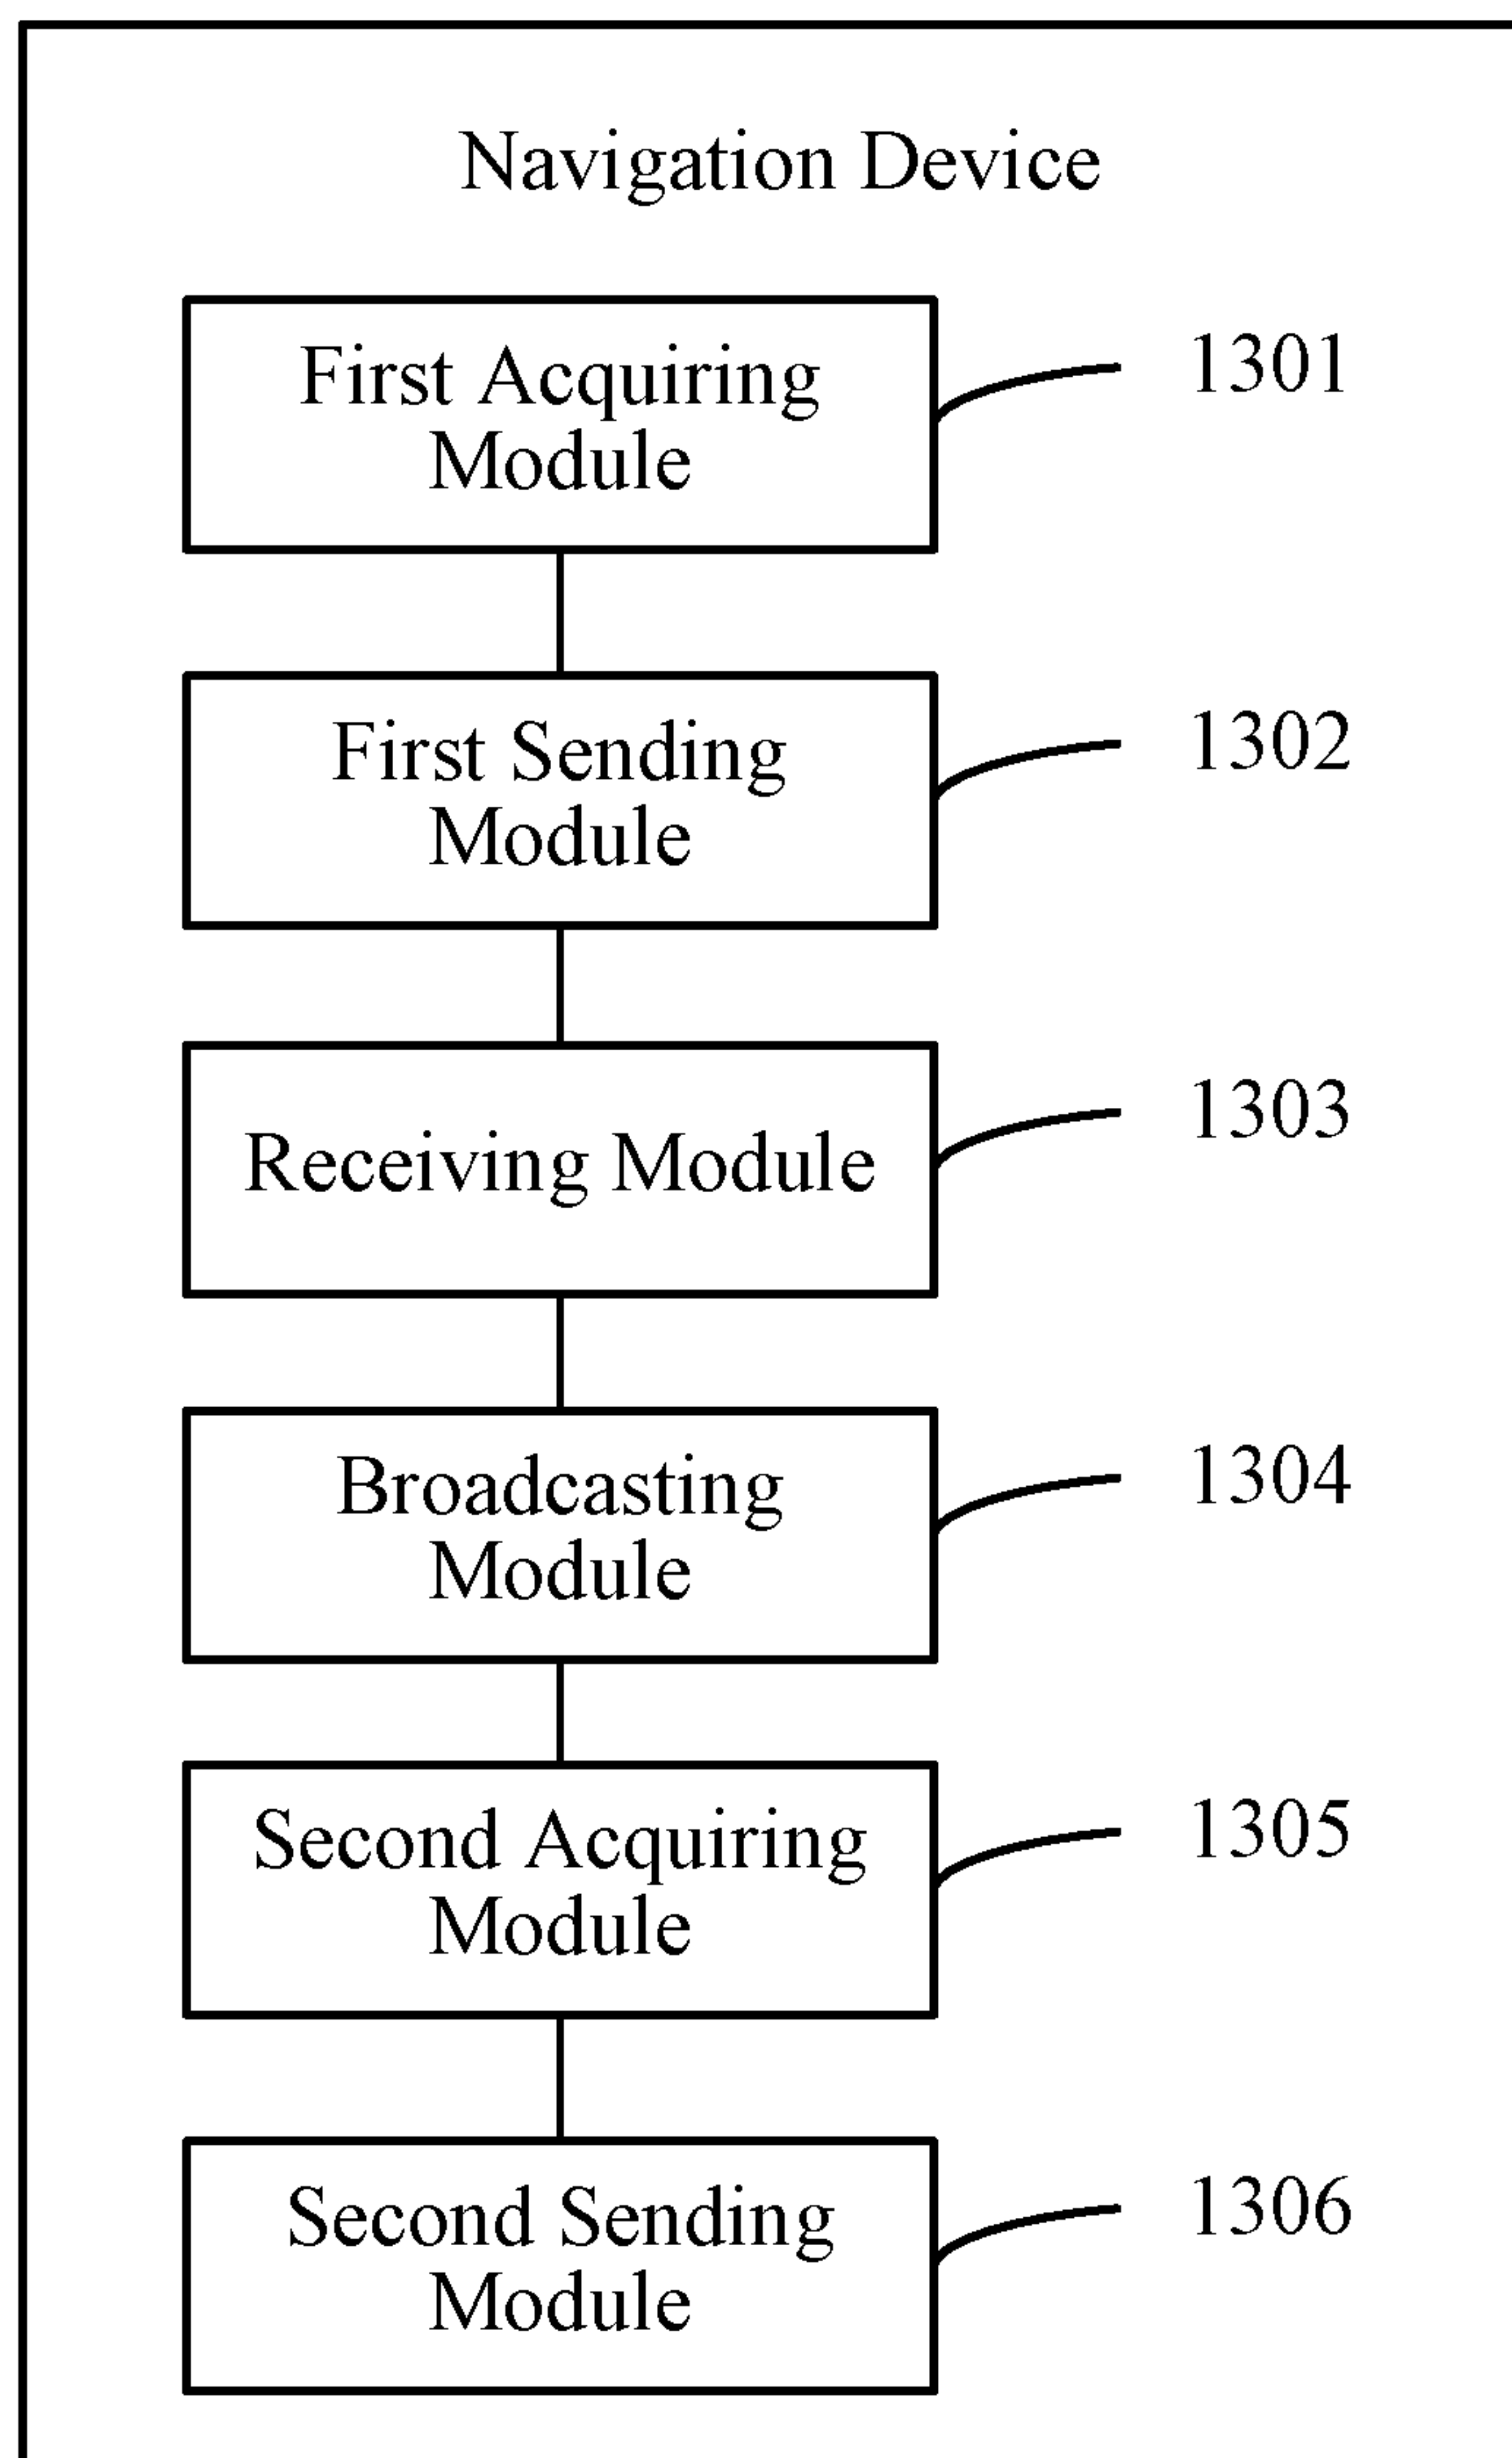 Navigation Device
First Acquiring
Module
1301
First Sending
Module
1302
Receiving Module
1303
Broadcasting
Module
1304
Second Acquiring
Module
1305
Second Sending
Module
1306